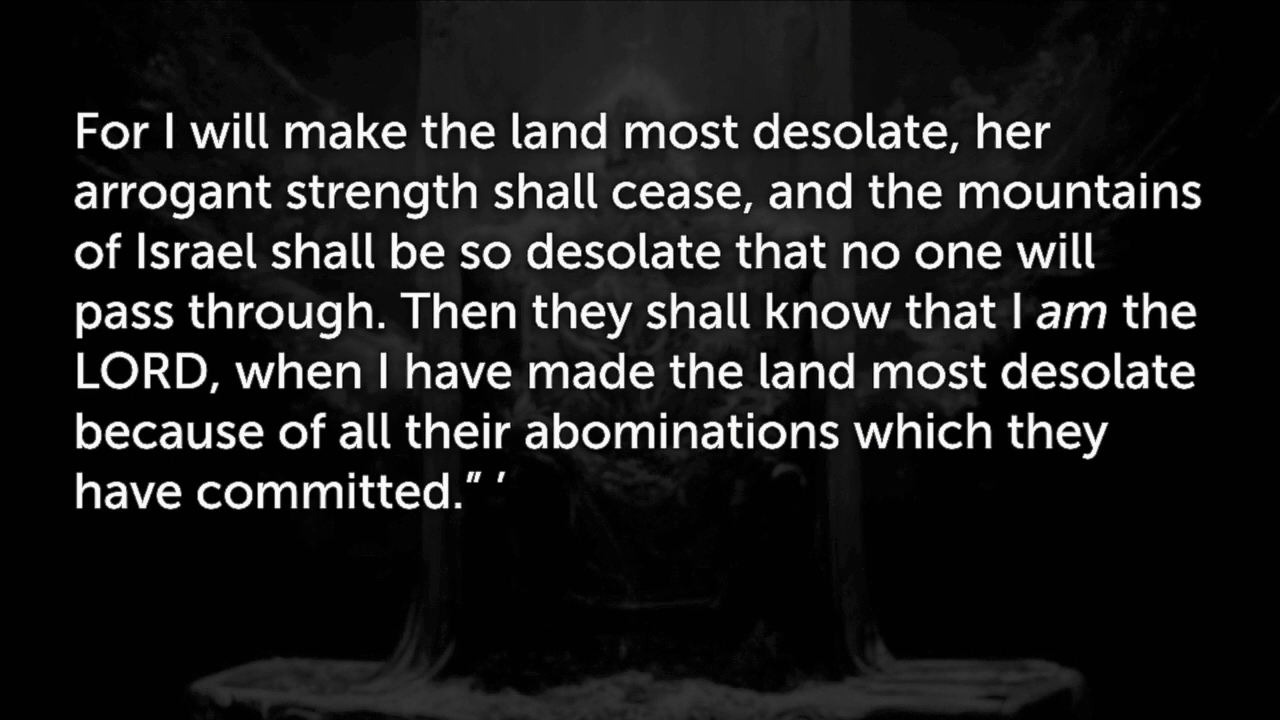 For I will make the land most desolate, her
arrogant strength shall cease, and the mountains
of Israel shall be so desolate that no one will
pass through. Then they shall know that I am the
LORD, when I have made the land most desolate
because of all their abominations which they
have committed.” ’